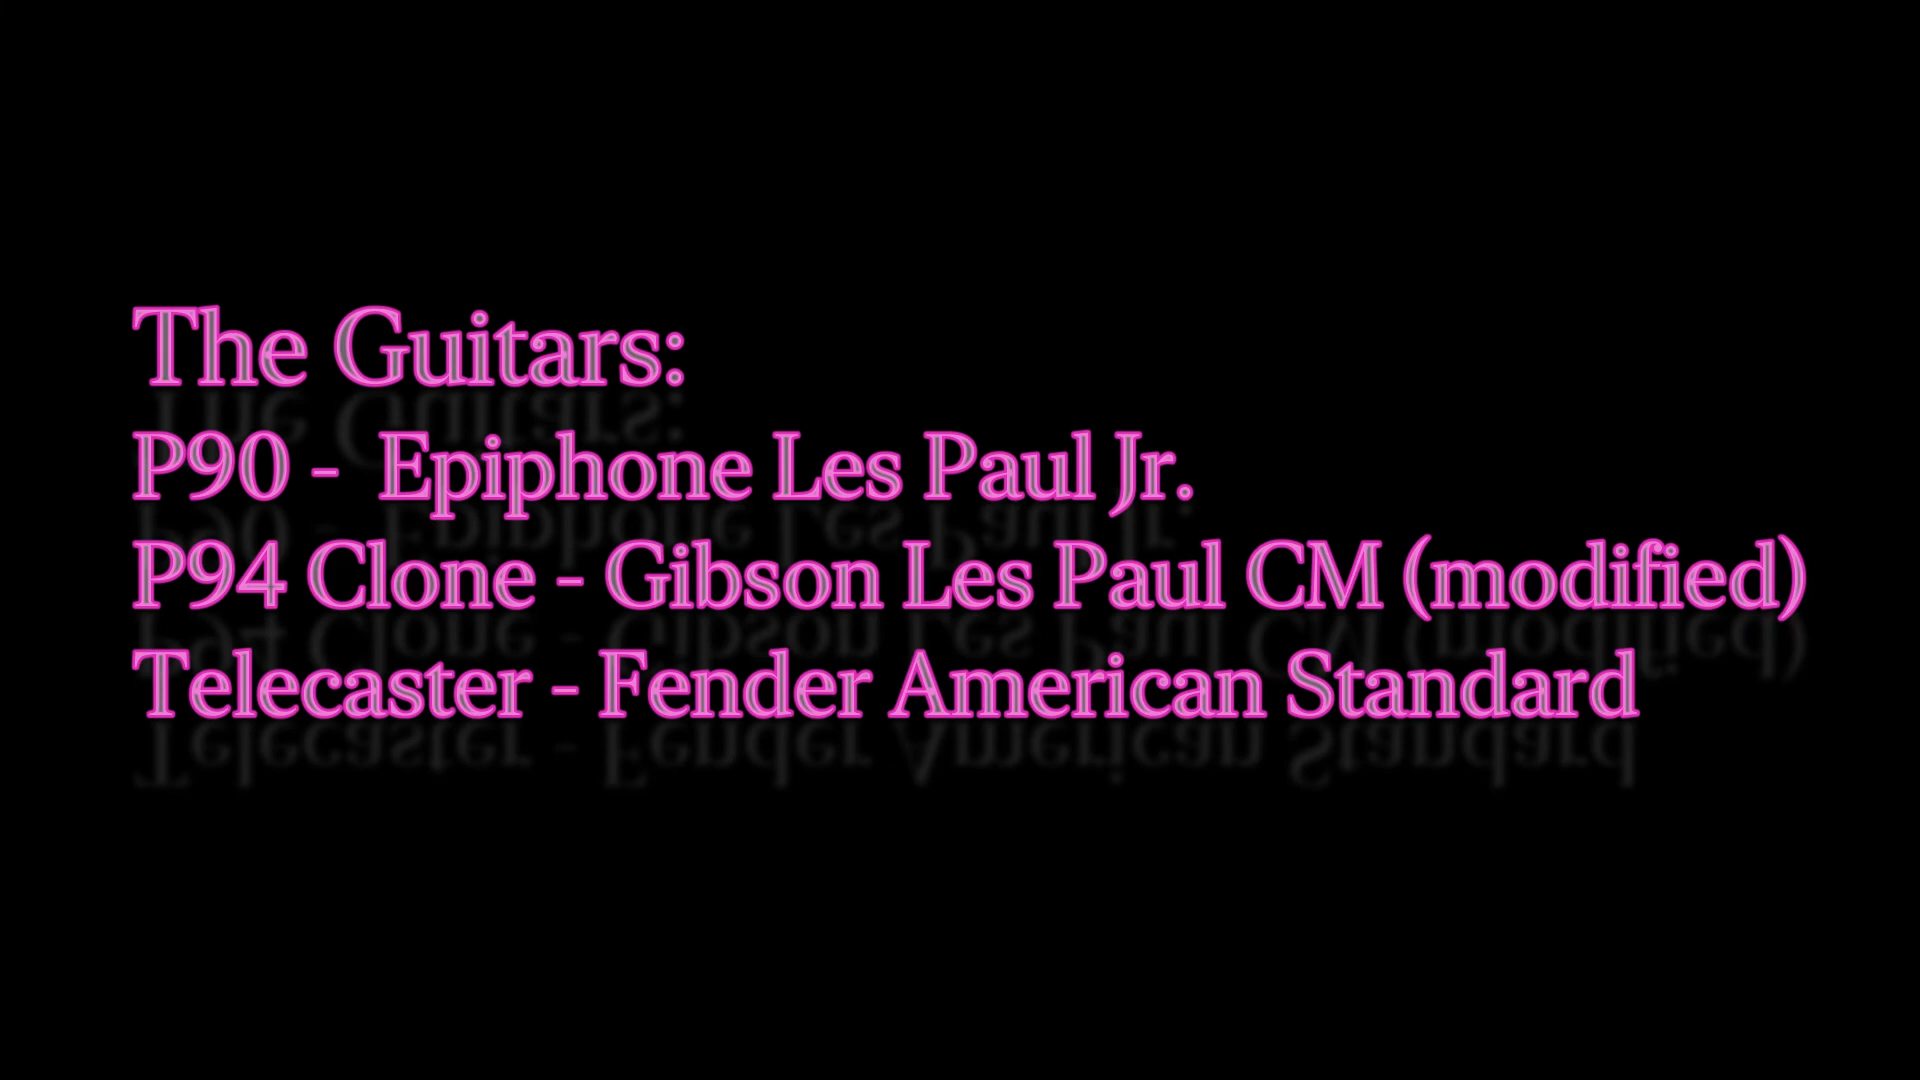 The Guitars:
P90 -  Epiphone Les Paul Jr.
P94 Clone - Gibson Les Paul CM (modified)
Telecaster - Fender American Standard